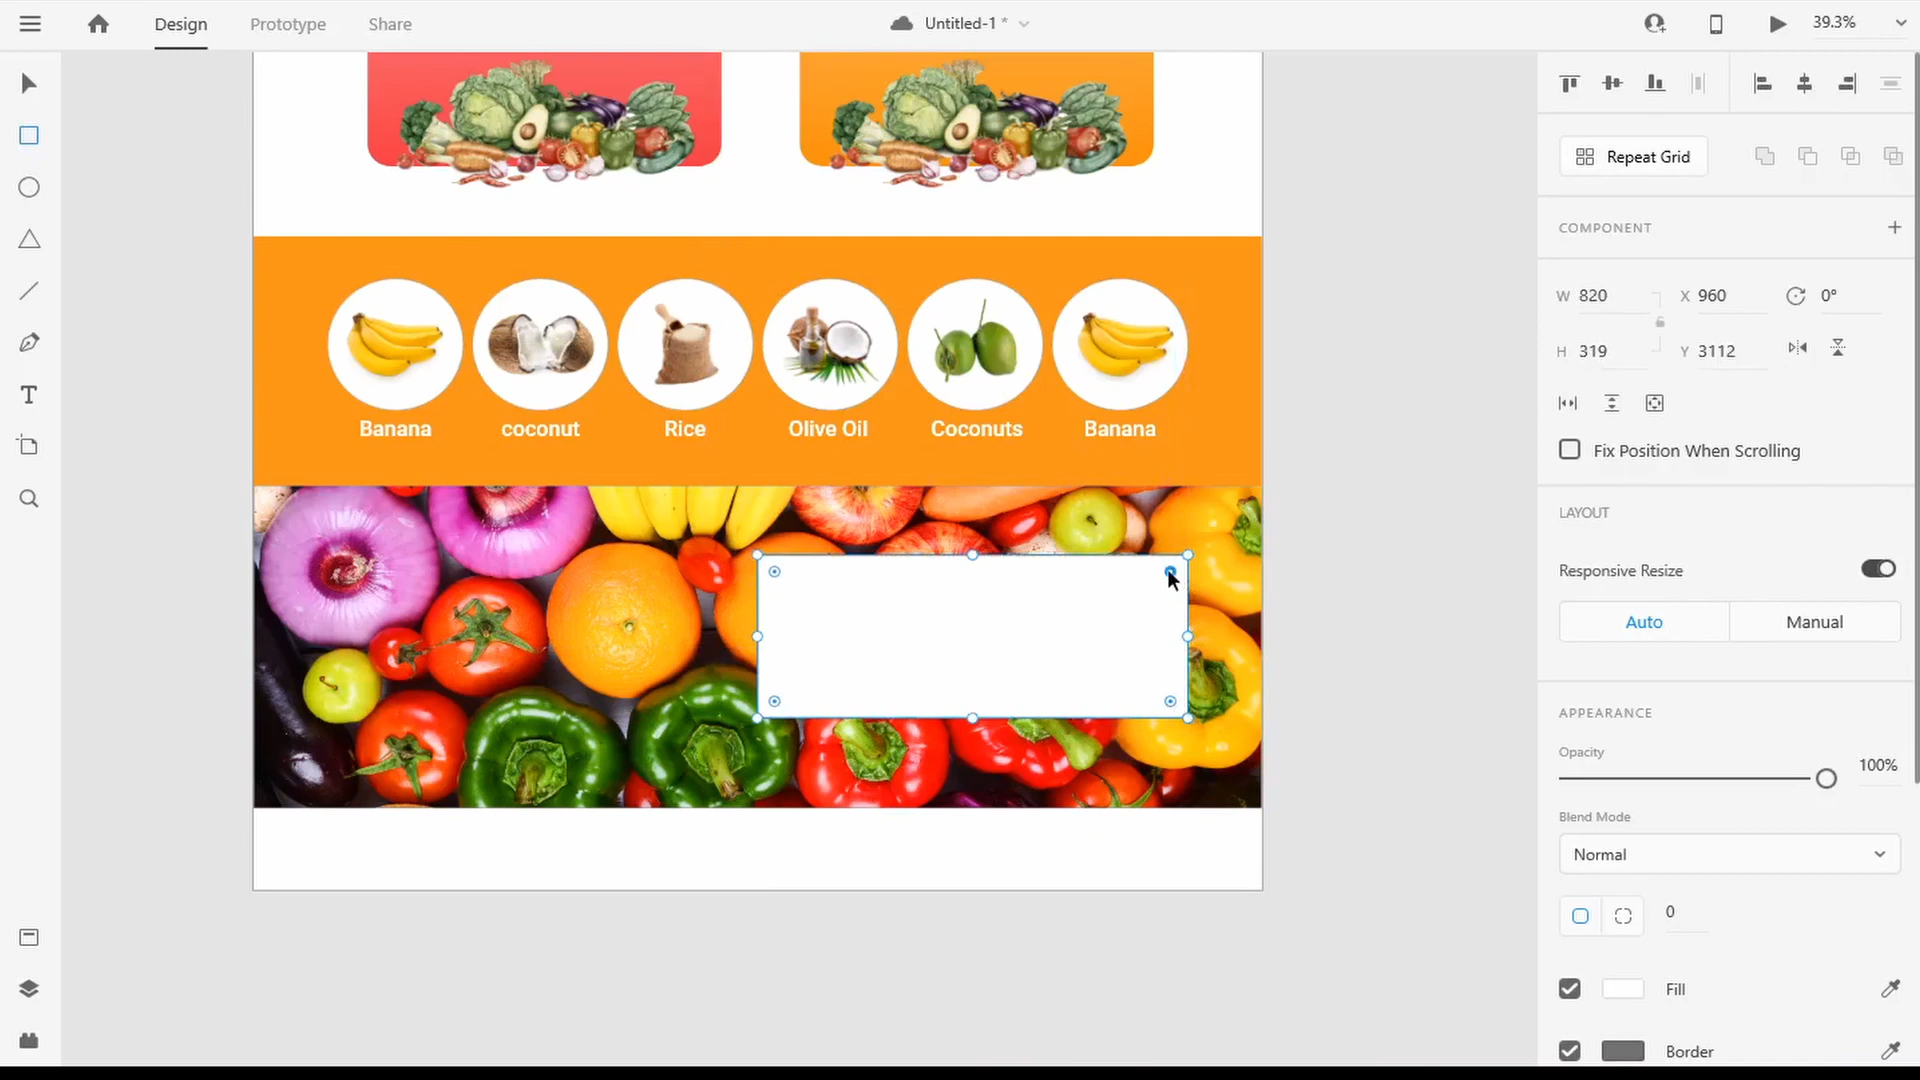 Design
Prototype
Share
Untitled-1 *
39.3%
Repeat Grid
COMPONENT
W 820
X 960
0°
H 319
Y 3112
Fix Position When Scrolling
LAYOUT
Responsive Resize
Auto
Manual
APPEARANCE
Opacity
100%
Blend Mode
Normal
0
Fill
Border
T
Banana
coconut
Rice
Olive Oil
Coconuts
Banana